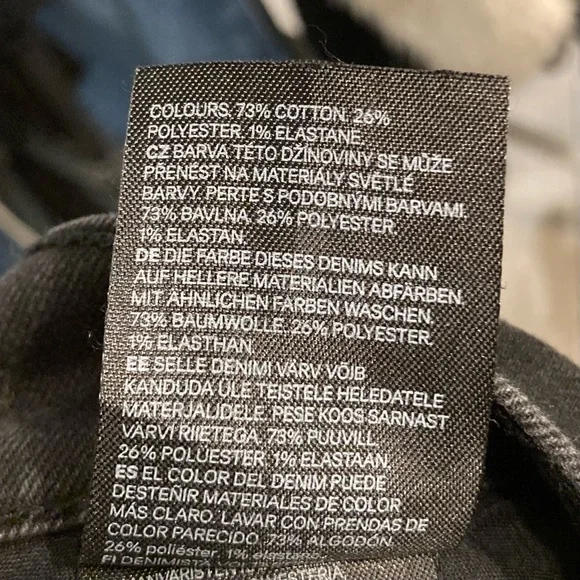 COLOURS. 73% COTTON. 26%
POLYESTER. 1% ELASTANE.
CZ BARVA TÉTO DŽÍNOVINY SE MŮŽE
PŘENÉST NA MATERIÁLY SVĚTLÉ
BARVY. PERTE S PODOBNÝMI BARVAMI.
73% BAVLNA. 26% POLYESTER.
1% ELASTAN.
DE DIE FARBE DIESES DENIMS KANN
AUF HELLERE MATERIALIEN ABFÄRBEN.
MIT ÄHNLICHEN FARBEN WASCHEN.
73% BAUMWOLLE. 26% POLYESTER.
1% ELASTHAN.
EE SELLE DENIMI VÄRV VÕIB
KANDUDA ÜLE TEISTELE HELEDATELE
MATERJALIDELE. PESE KOOS SARNAST
VÄRVI RIIETEGA. 73% PUUVILL.
26% POLÜESTER. 1% ELASTAAN.
ES EL COLOR DEL DENIM PUEDE
DESTEÑIR MATERIALES DE COLOR
MÁS CLARO. LAVAR CON PRENDAS DE
COLOR PARECIDO. 73% ALGODÓN.
26% poliéster. 1% elastano.